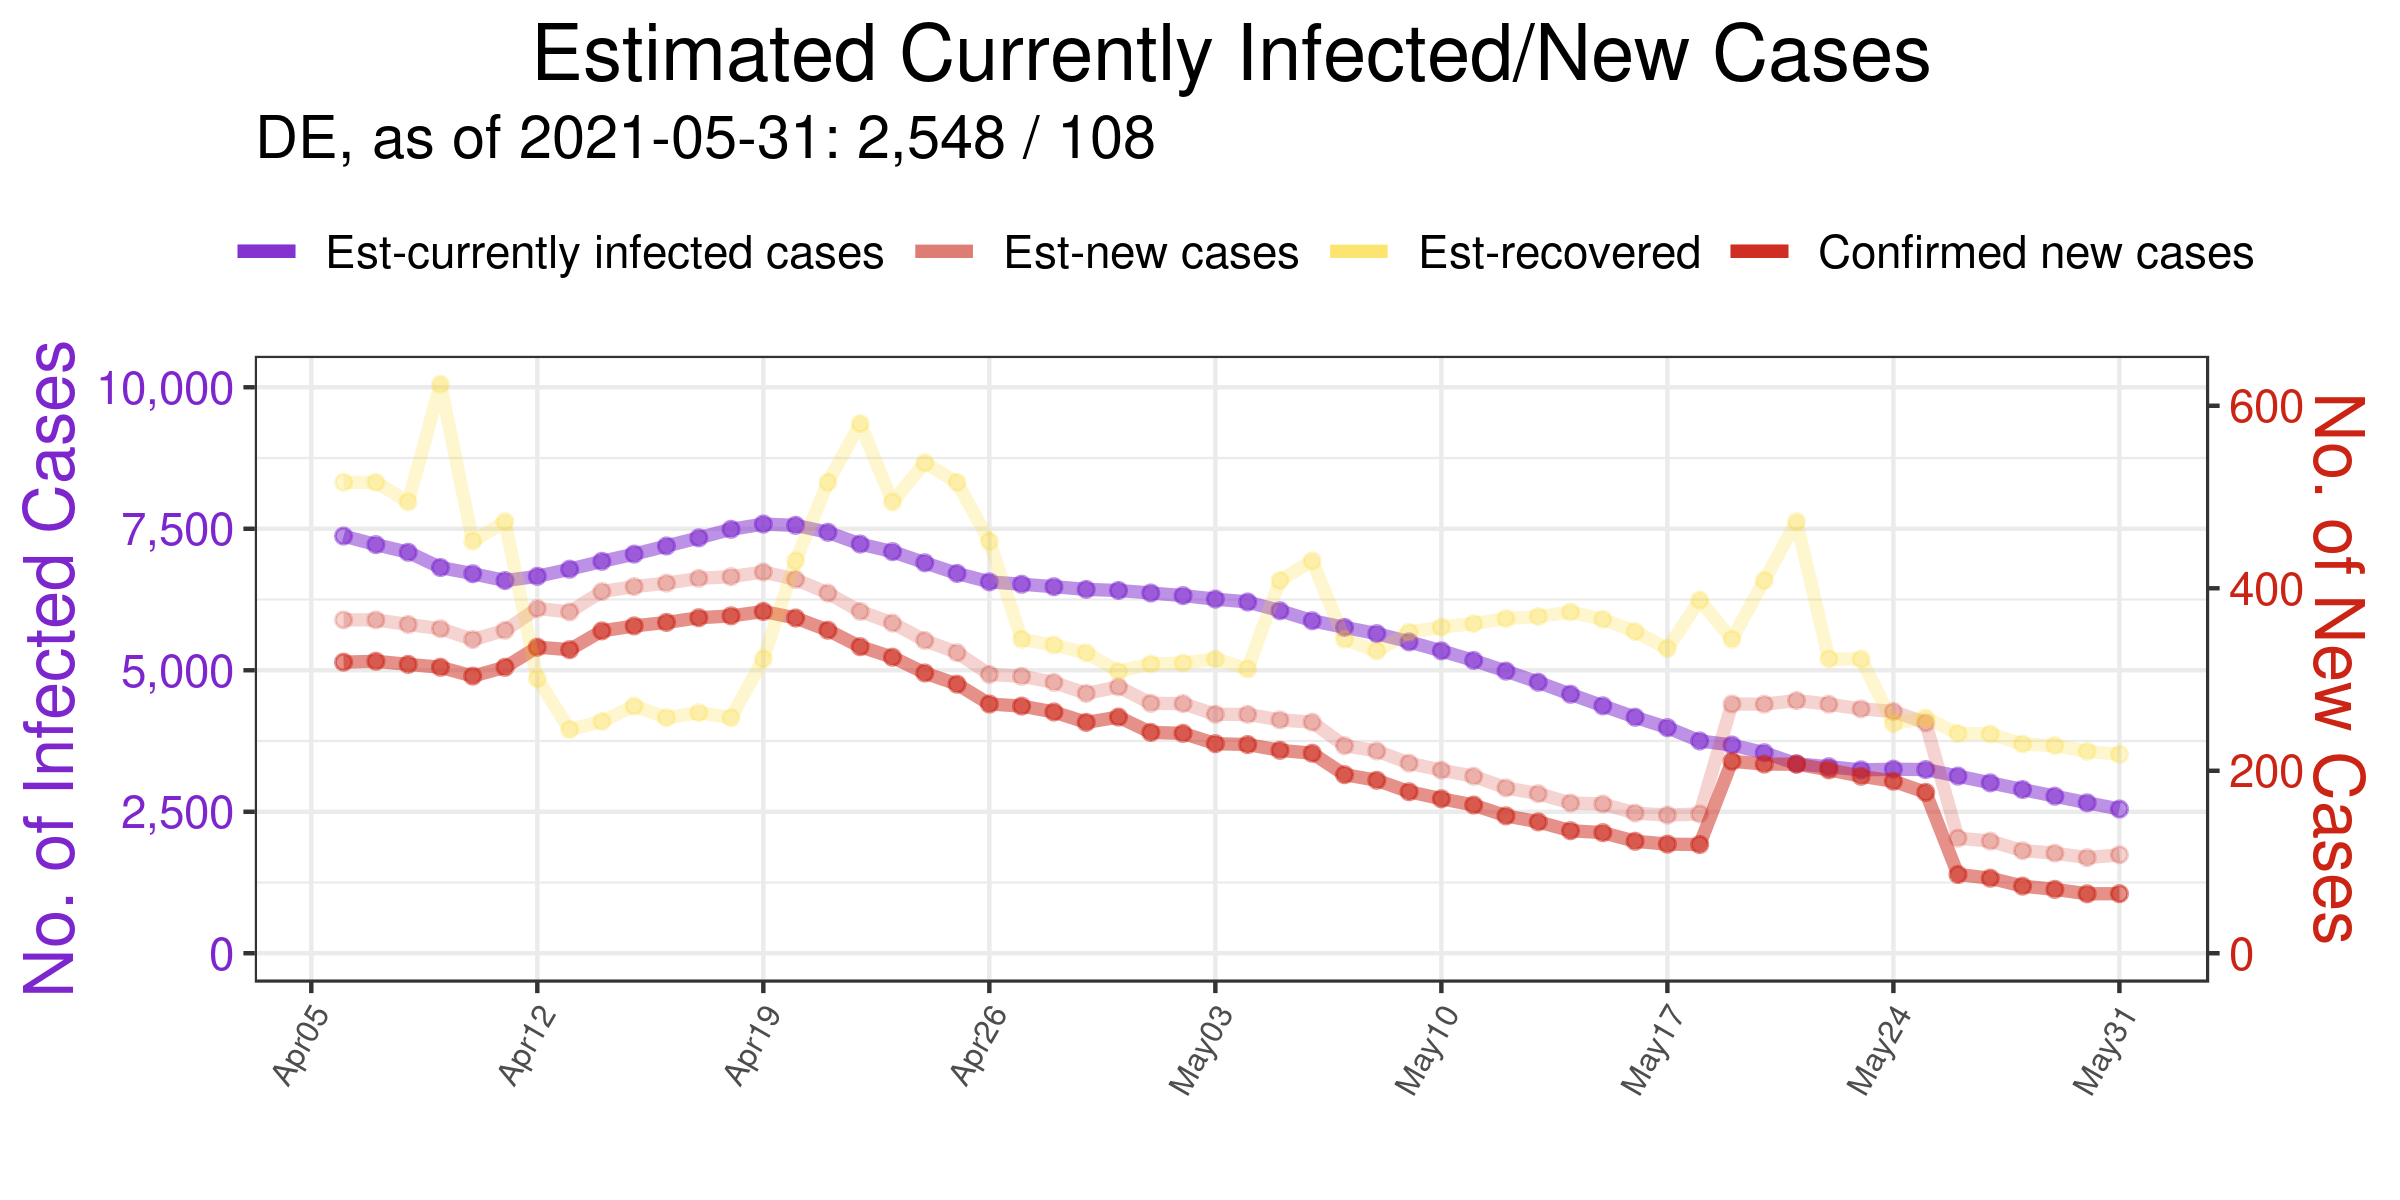 Estimated Currently Infected/New Cases
DE, as of 2021-05-31: 2,548 / 108
Est-currently infected cases
Est-new cases
Est-recovered
Confirmed new cases
No. of Infected Cases
10,000
7,500
5,000
2,500
0
600
400
200
0
No. of New Cases
Apr05
Apr12
Apr19
Apr26
May03
May10
May17
May24
May31